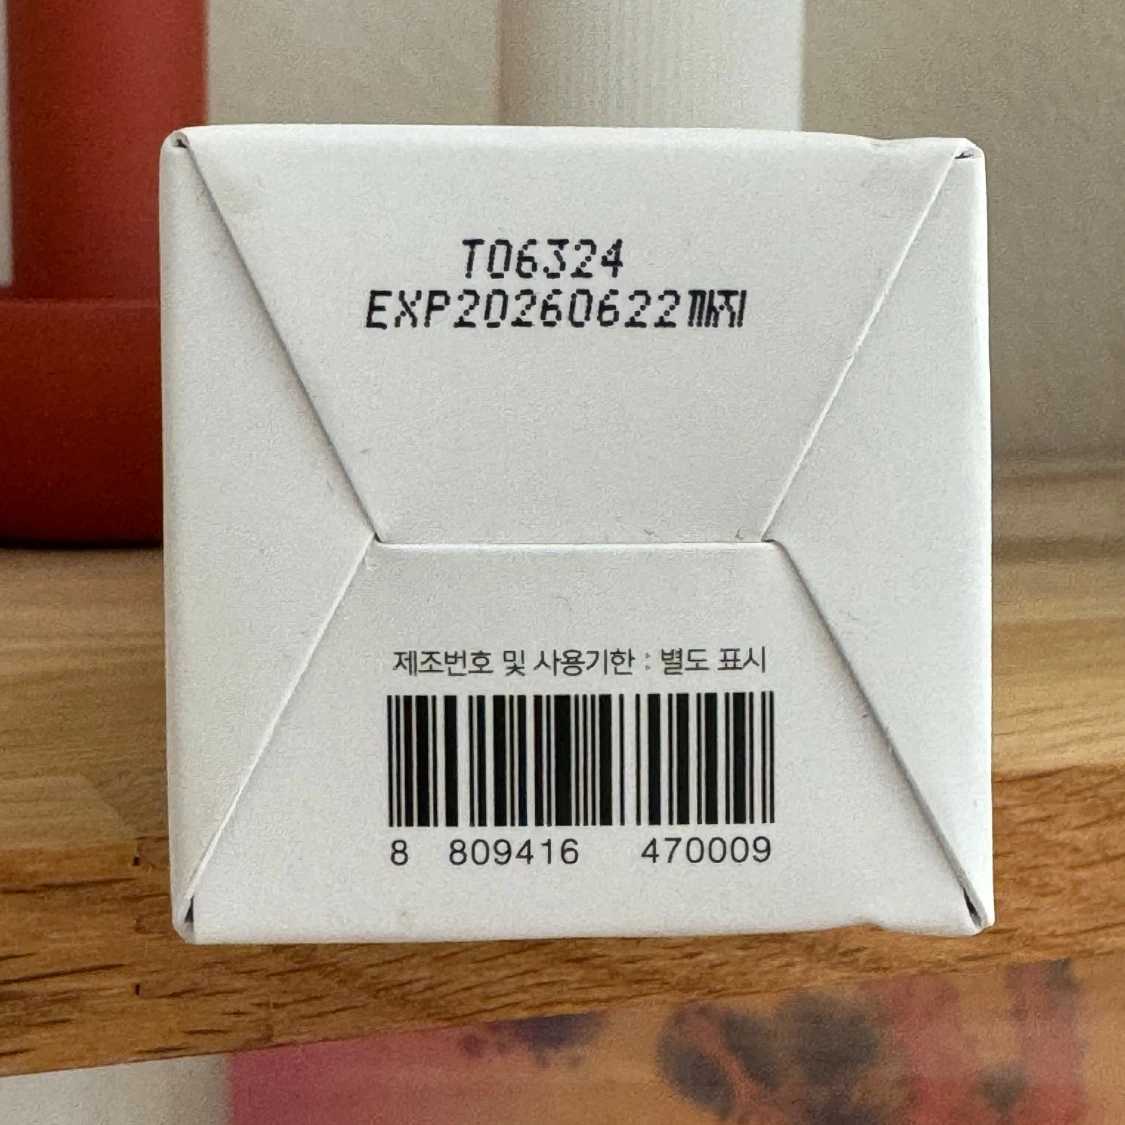 T06324
EXP20260622까지
제조번호 및 사용기한 : 별도 표시
8 809416 470009